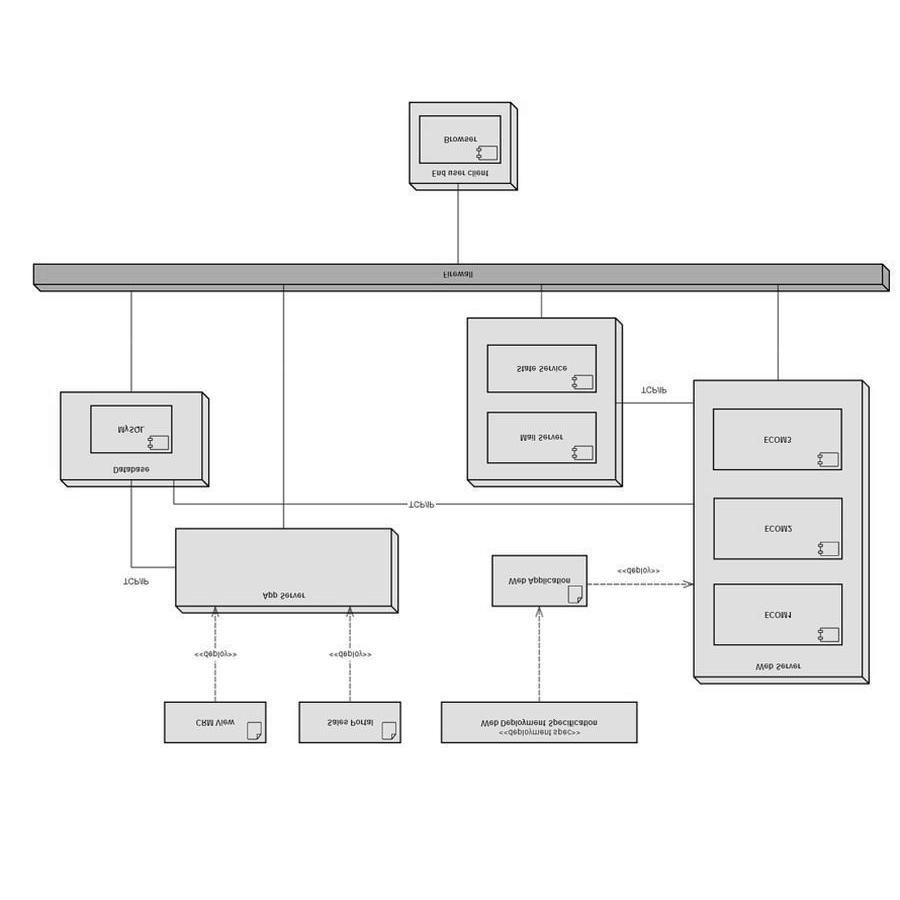 <<deployment spec>>
Web Deployment Specification
CRM View
Sales Portal
Web Server
<<deploy>>
<<deploy>>
ECOM1
App Server
TCP/IP
Web Application
<<deploy>>
ECOM2
TCP/IP
Database
MySQL
Mail Server
ECOM3
TCP/IP
State Service
Firewall
End user client
Browser